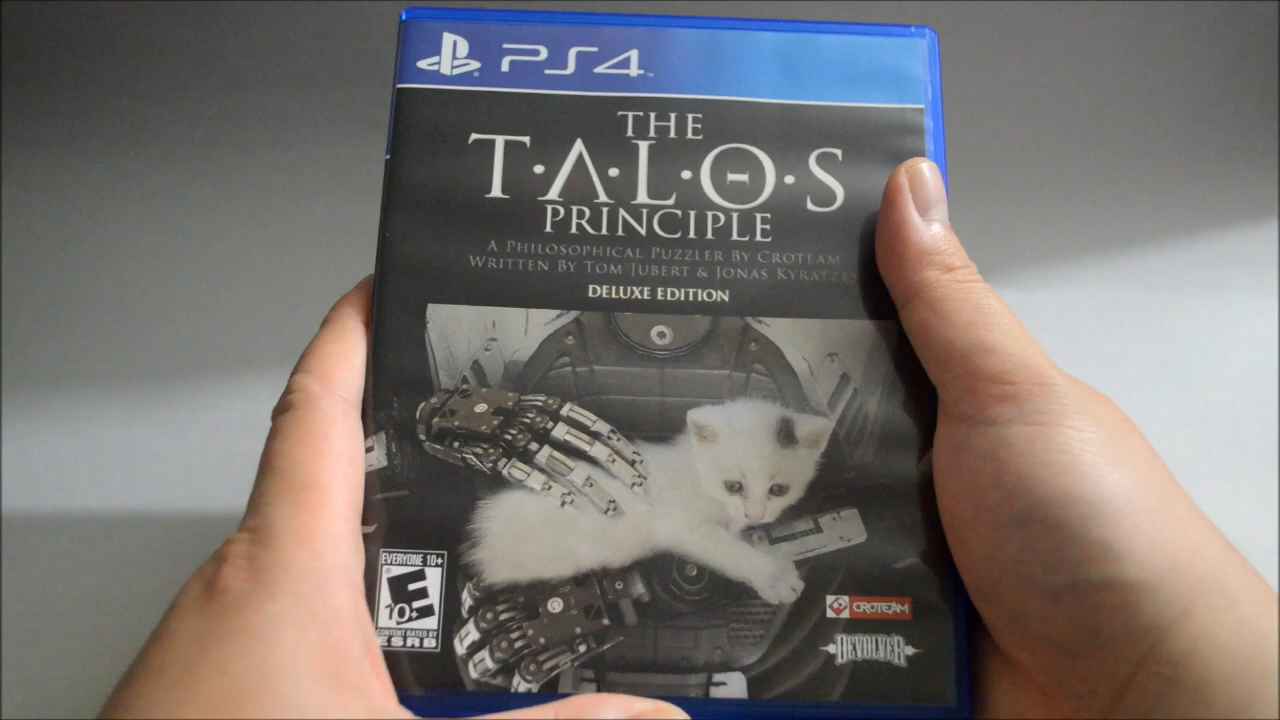 PS4
THE
T·A·L·O·S
PRINCIPLE
A PHILOSOPHICAL PUZZLER BY CROTEAM
WRITTEN BY TOM JUBERT & JONAS KYRATZES
DELUXE EDITION
EVERYONE 10+
E
10+
CONTENT RATED BY
ESRB
CROTEAM
DEVOLVER